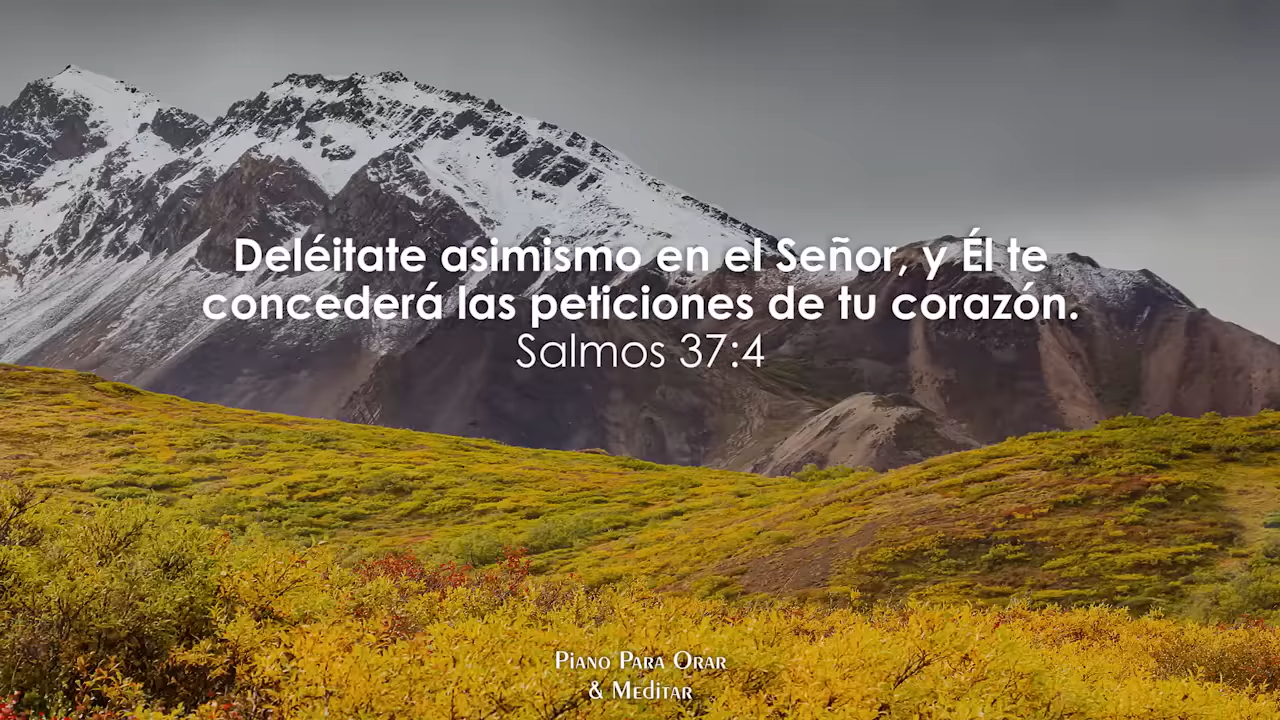 Deléitate asimismo en el Señor, y Él te
concederá las peticiones de tu corazón.
Salmos 37:4
Piano Para Orar
& Meditar